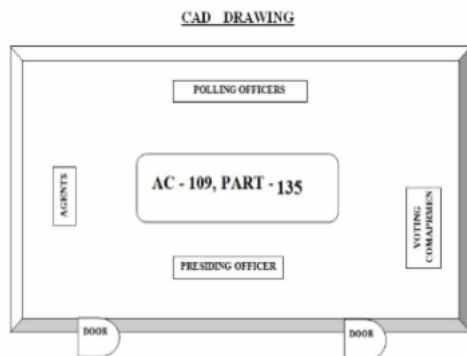 CAD DRAWING
POLLING OFFICERS
AGENTS
AC - 109, PART - 135
VOTING
COMAPRMEN
PRESIDING OFFICER
DOOR
DOOR